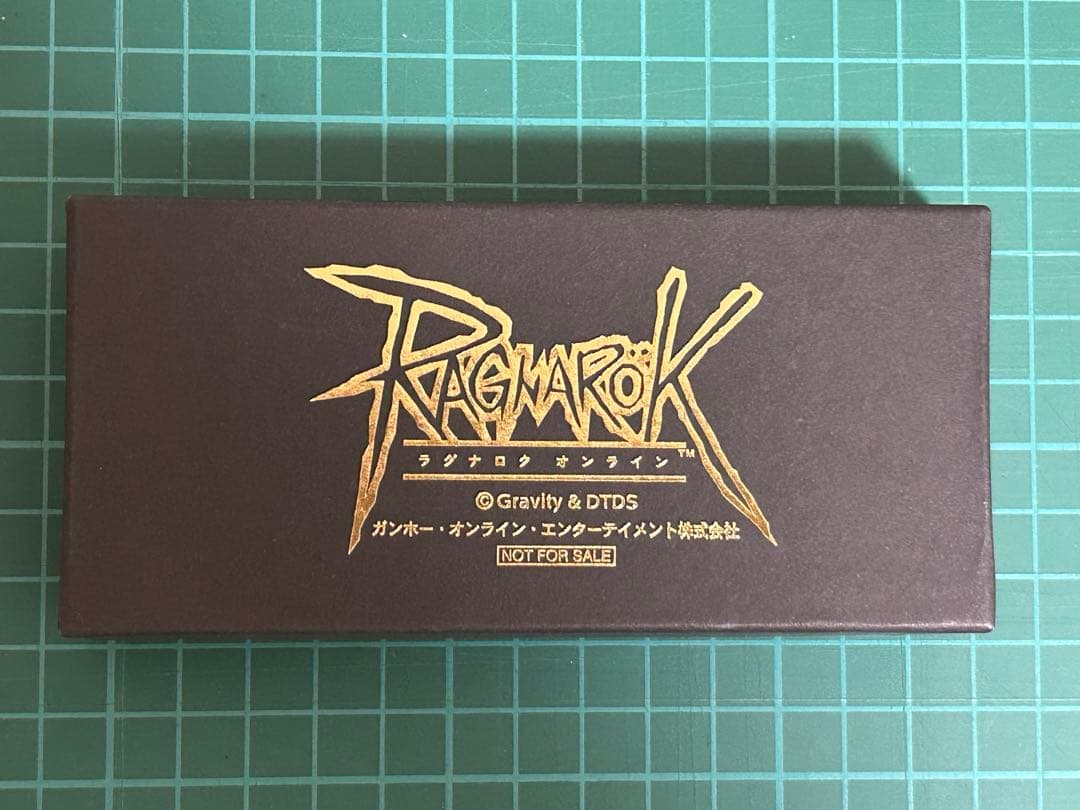 RAGNARÖK
ラグナロク オンライン™
©Gravity & DTDS
ガンホー・オンライン・エンターテイメント株式会社
NOT FOR SALE